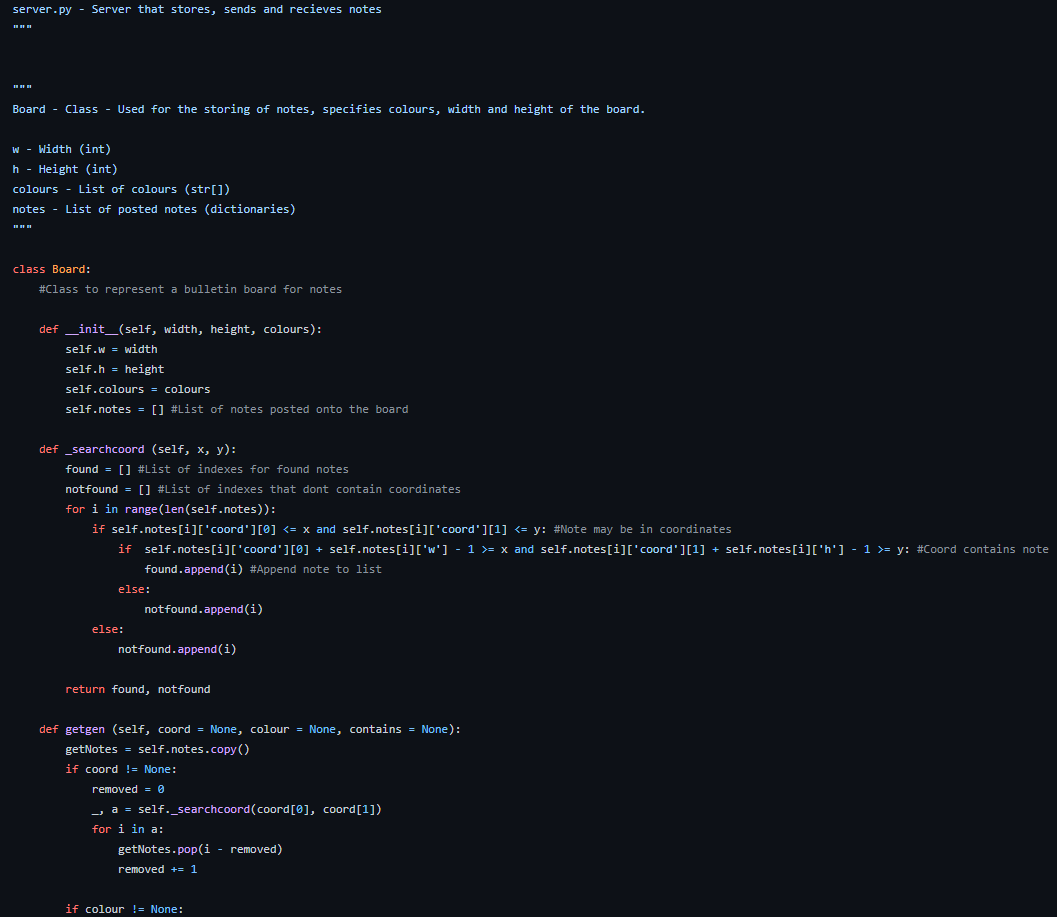 server.py - Server that stores, sends and recieves notes
"""
"""
Board - Class - Used for the storing of notes, specifies colours, width and height of the board.
w - Width (int)
h - Height (int)
colours - List of colours (str[])
notes - List of posted notes (dictionaries)
"""
class Board:
    #Class to represent a bulletin board for notes
    def __init__(self, width, height, colours):
        self.w = width
        self.h = height
        self.colours = colours
        self.notes = [] #List of notes posted onto the board
    def _searchcoord (self, x, y):
        found = [] #List of indexes for found notes
        notfound = [] #List of indexes that dont contain coordinates
        for i in range(len(self.notes)):
            if self.notes[i]['coord'][0] <= x and self.notes[i]['coord'][1] <= y: #Note may be in coordinates
                if  self.notes[i]['coord'][0] + self.notes[i]['w'] - 1 >= x and self.notes[i]['coord'][1] + self.notes[i]['h'] - 1 >= y: #Coord contains note
                    found.append(i) #Append note to list
                else:
                    notfound.append(i)
            else:
                notfound.append(i)
        return found, notfound
    def getgen (self, coord = None, colour = None, contains = None):
        getNotes = self.notes.copy()
        if coord != None:
            removed = 0
            _, a = self._searchcoord(coord[0], coord[1])
            for i in a:
                getNotes.pop(i - removed)
                removed += 1
        if colour != None: